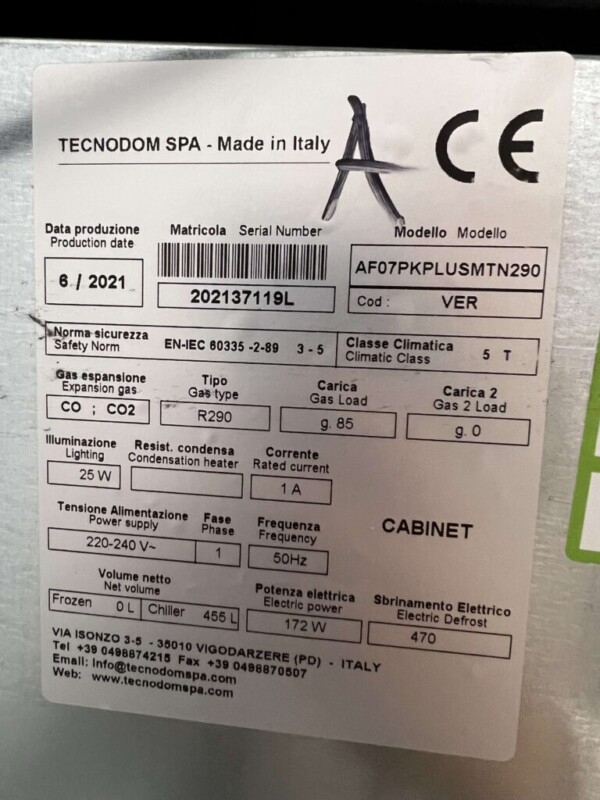 TECNODOM SPA - Made in Italy
A
CE
Data produzione
Production date
6 / 2021
Matricola Serial Number
202137119L
Modello Modello
AF07PKPLUSMTN290
Cod : VER
Norma sicurezza
Safety Norm
EN-IEC 60335 -2-89 3 - 5
Classe Climatica
Climatic Class
5 T
Gas espansione
Expansion gas
CO ; CO2
Tipo
Gas type
R290
Carica
Gas Load
g. 85
Carica 2
Gas 2 Load
g. 0
Illuminazione
Lighting
25 W
Resist. condensa
Condensation heater
Corrente
Rated current
1 A
Tensione Alimentazione
Power supply
220-240 V~
Fase
Phase
1
Frequenza
Frequency
50Hz
CABINET
Volume netto
Net volume
Frozen 0 L Chiller 455 L
Potenza elettrica
Electric power
172 W
Sbrinamento Elettrico
Electric Defrost
470
VIA ISONZO 3-5 - 35010 VIGODARZERE (PD) - ITALY
Tel +39 0498874215 Fax +39 0498870507
Email: info@tecnodomspa.com
Web: www.tecnodomspa.com